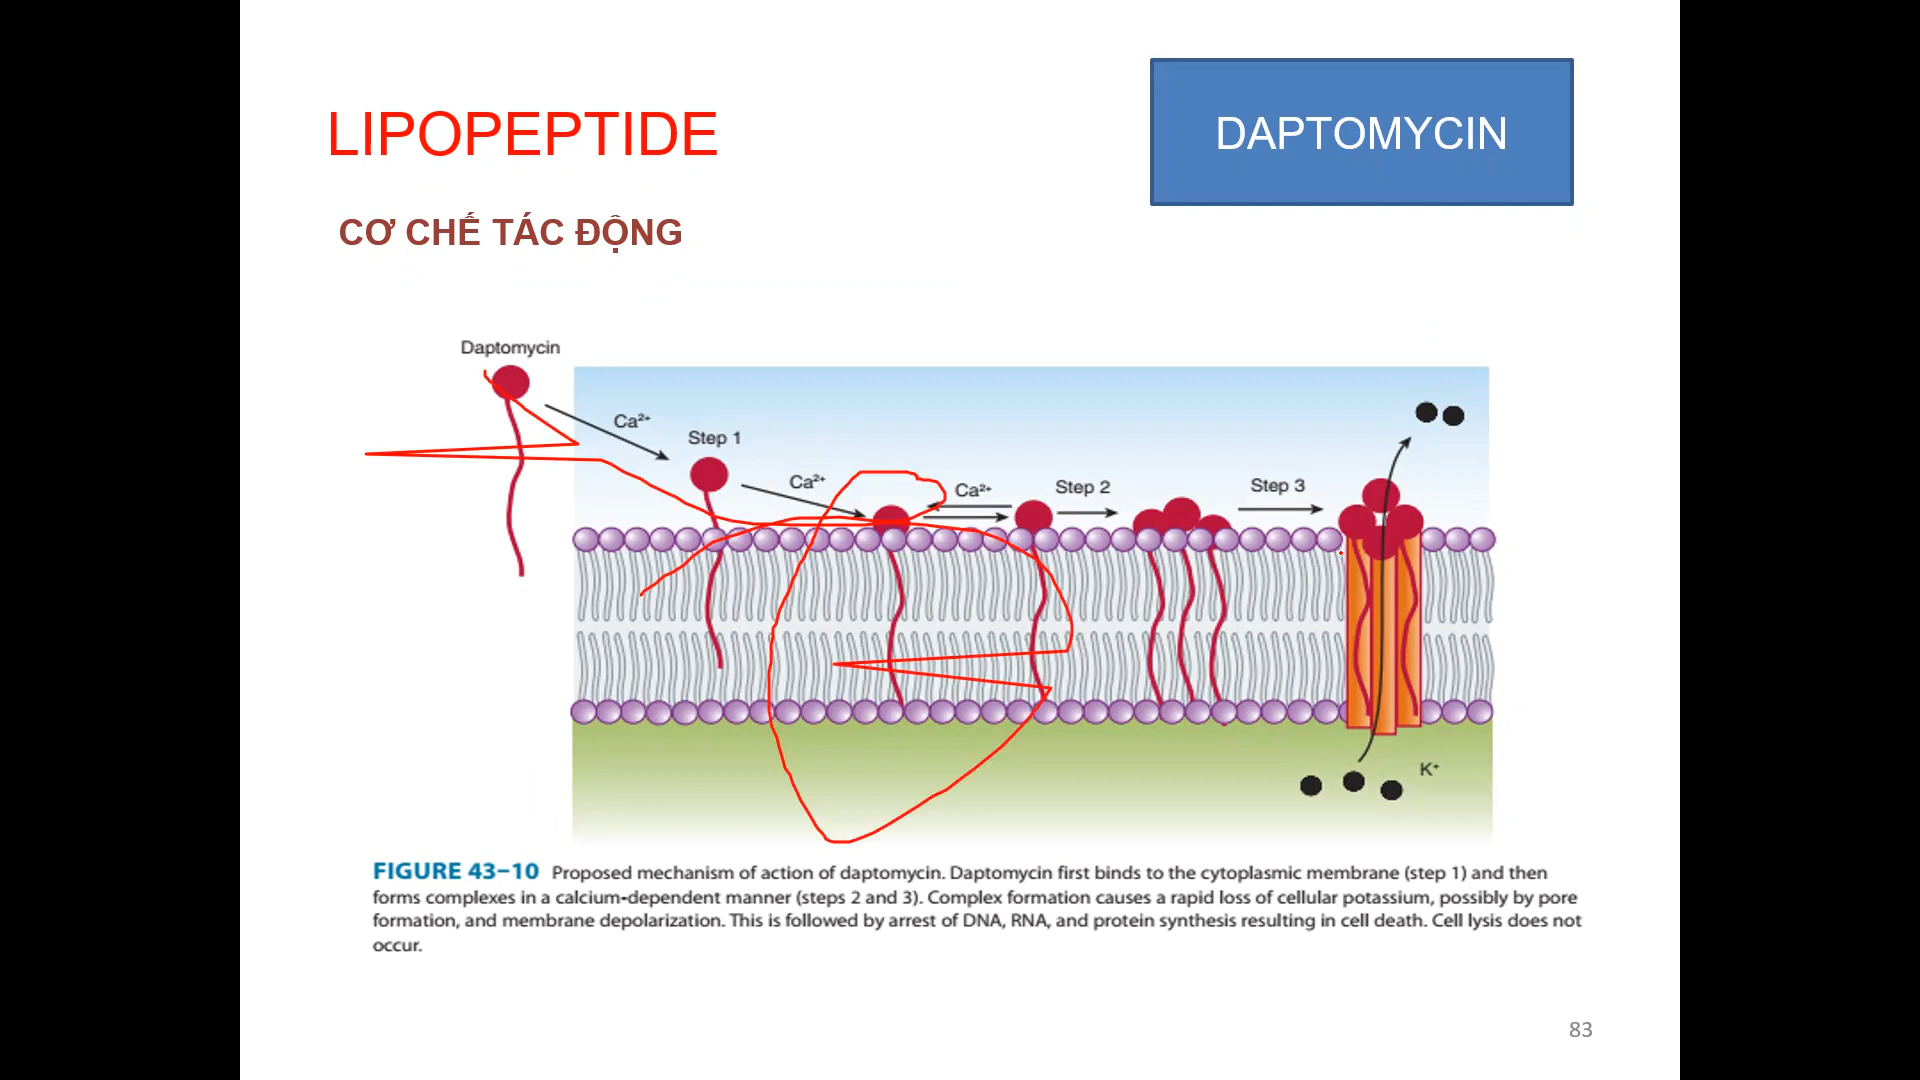 LIPOPEPTIDE
DAPTOMYCIN
CƠ CHẾ TÁC ĐỘNG
Daptomycin
Ca²⁺
Step 1
Ca²⁺
Ca²⁺
Step 2
Step 3
K⁺
FIGURE 43–10 Proposed mechanism of action of daptomycin. Daptomycin first binds to the cytoplasmic membrane (step 1) and then
forms complexes in a calcium-dependent manner (steps 2 and 3). Complex formation causes a rapid loss of cellular potassium, possibly by pore
formation, and membrane depolarization. This is followed by arrest of DNA, RNA, and protein synthesis resulting in cell death. Cell lysis does not
occur.
83